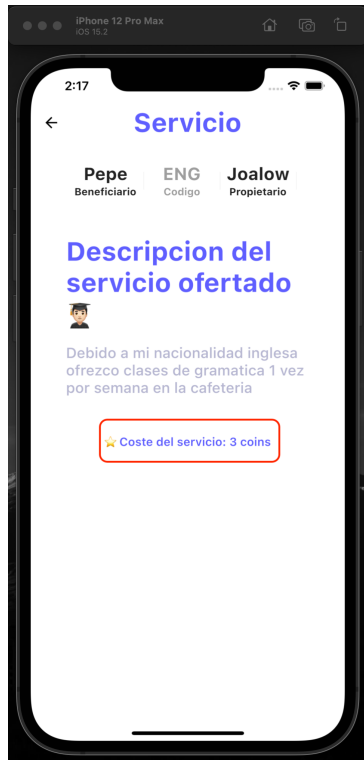 iPhone 12 Pro Max
iOS 15.2
2:17
Servicio
Pepe ENG Joalow
Beneficiario Codigo Propietario
Descripcion del
servicio ofertado
Debido a mi nacionalidad inglesa
ofrezco clases de gramatica 1 vez
por semana en la cafeteria
Coste del servicio: 3 coins